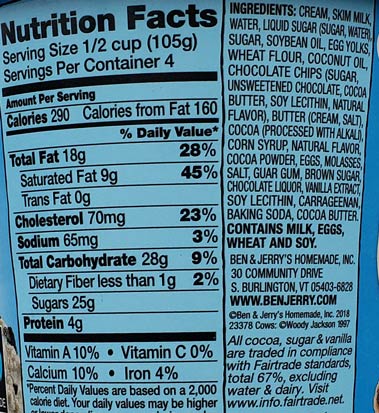 Nutrition Facts
Serving Size 1/2 cup (105g)
Servings Per Container 4
Amount Per Serving
Calories 290 Calories from Fat 160
% Daily Value*
Total Fat 18g 28%
Saturated Fat 9g 45%
Trans Fat 0g
Cholesterol 70mg 23%
Sodium 65mg 3%
Total Carbohydrate 28g 9%
Dietary Fiber less than 1g 2%
Sugars 25g
Protein 4g
Vitamin A 10% • Vitamin C 0%
Calcium 10% • Iron 4%
*Percent Daily Values are based on a 2,000
calorie diet. Your daily values may be higher
INGREDIENTS: CREAM, SKIM MILK,
WATER, LIQUID SUGAR (SUGAR, WATER),
SUGAR, SOYBEAN OIL, EGG YOLKS,
WHEAT FLOUR, COCONUT OIL,
CHOCOLATE CHIPS (SUGAR,
UNSWEETENED CHOCOLATE, COCOA
BUTTER, SOY LECITHIN, NATURAL
FLAVOR), BUTTER (CREAM, SALT),
COCOA (PROCESSED WITH ALKALI),
CORN SYRUP, NATURAL FLAVOR,
COCOA POWDER, EGGS, MOLASSES,
SALT, GUAR GUM, BROWN SUGAR,
CHOCOLATE LIQUOR, VANILLA EXTRACT,
SOY LECITHIN, CARRAGEENAN,
BAKING SODA, COCOA BUTTER.
CONTAINS MILK, EGGS,
WHEAT AND SOY.
BEN & JERRY'S HOMEMADE, INC.
30 COMMUNITY DRIVE
S. BURLINGTON, VT 05403-6828
WWW.BENJERRY.COM
©Ben & Jerry's Homemade, Inc. 2018
23378 Cows: ©Woody Jackson 1997
All cocoa, sugar & vanilla
are traded in compliance
with Fairtrade standards,
total 67%, excluding
water & dairy. Visit
www.info.fairtrade.net.